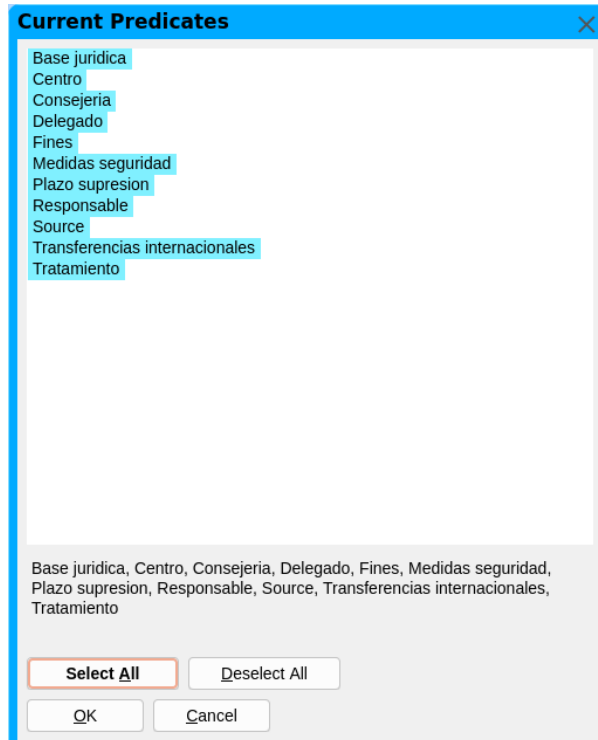 Current Predicates
Base juridica
Centro
Consejeria
Delegado
Fines
Medidas seguridad
Plazo supresion
Responsable
Source
Transferencias internacionales
Tratamiento
Base juridica, Centro, Consejeria, Delegado, Fines, Medidas seguridad,
Plazo supresion, Responsable, Source, Transferencias internacionales,
Tratamiento
Select All Deselect All
OK Cancel